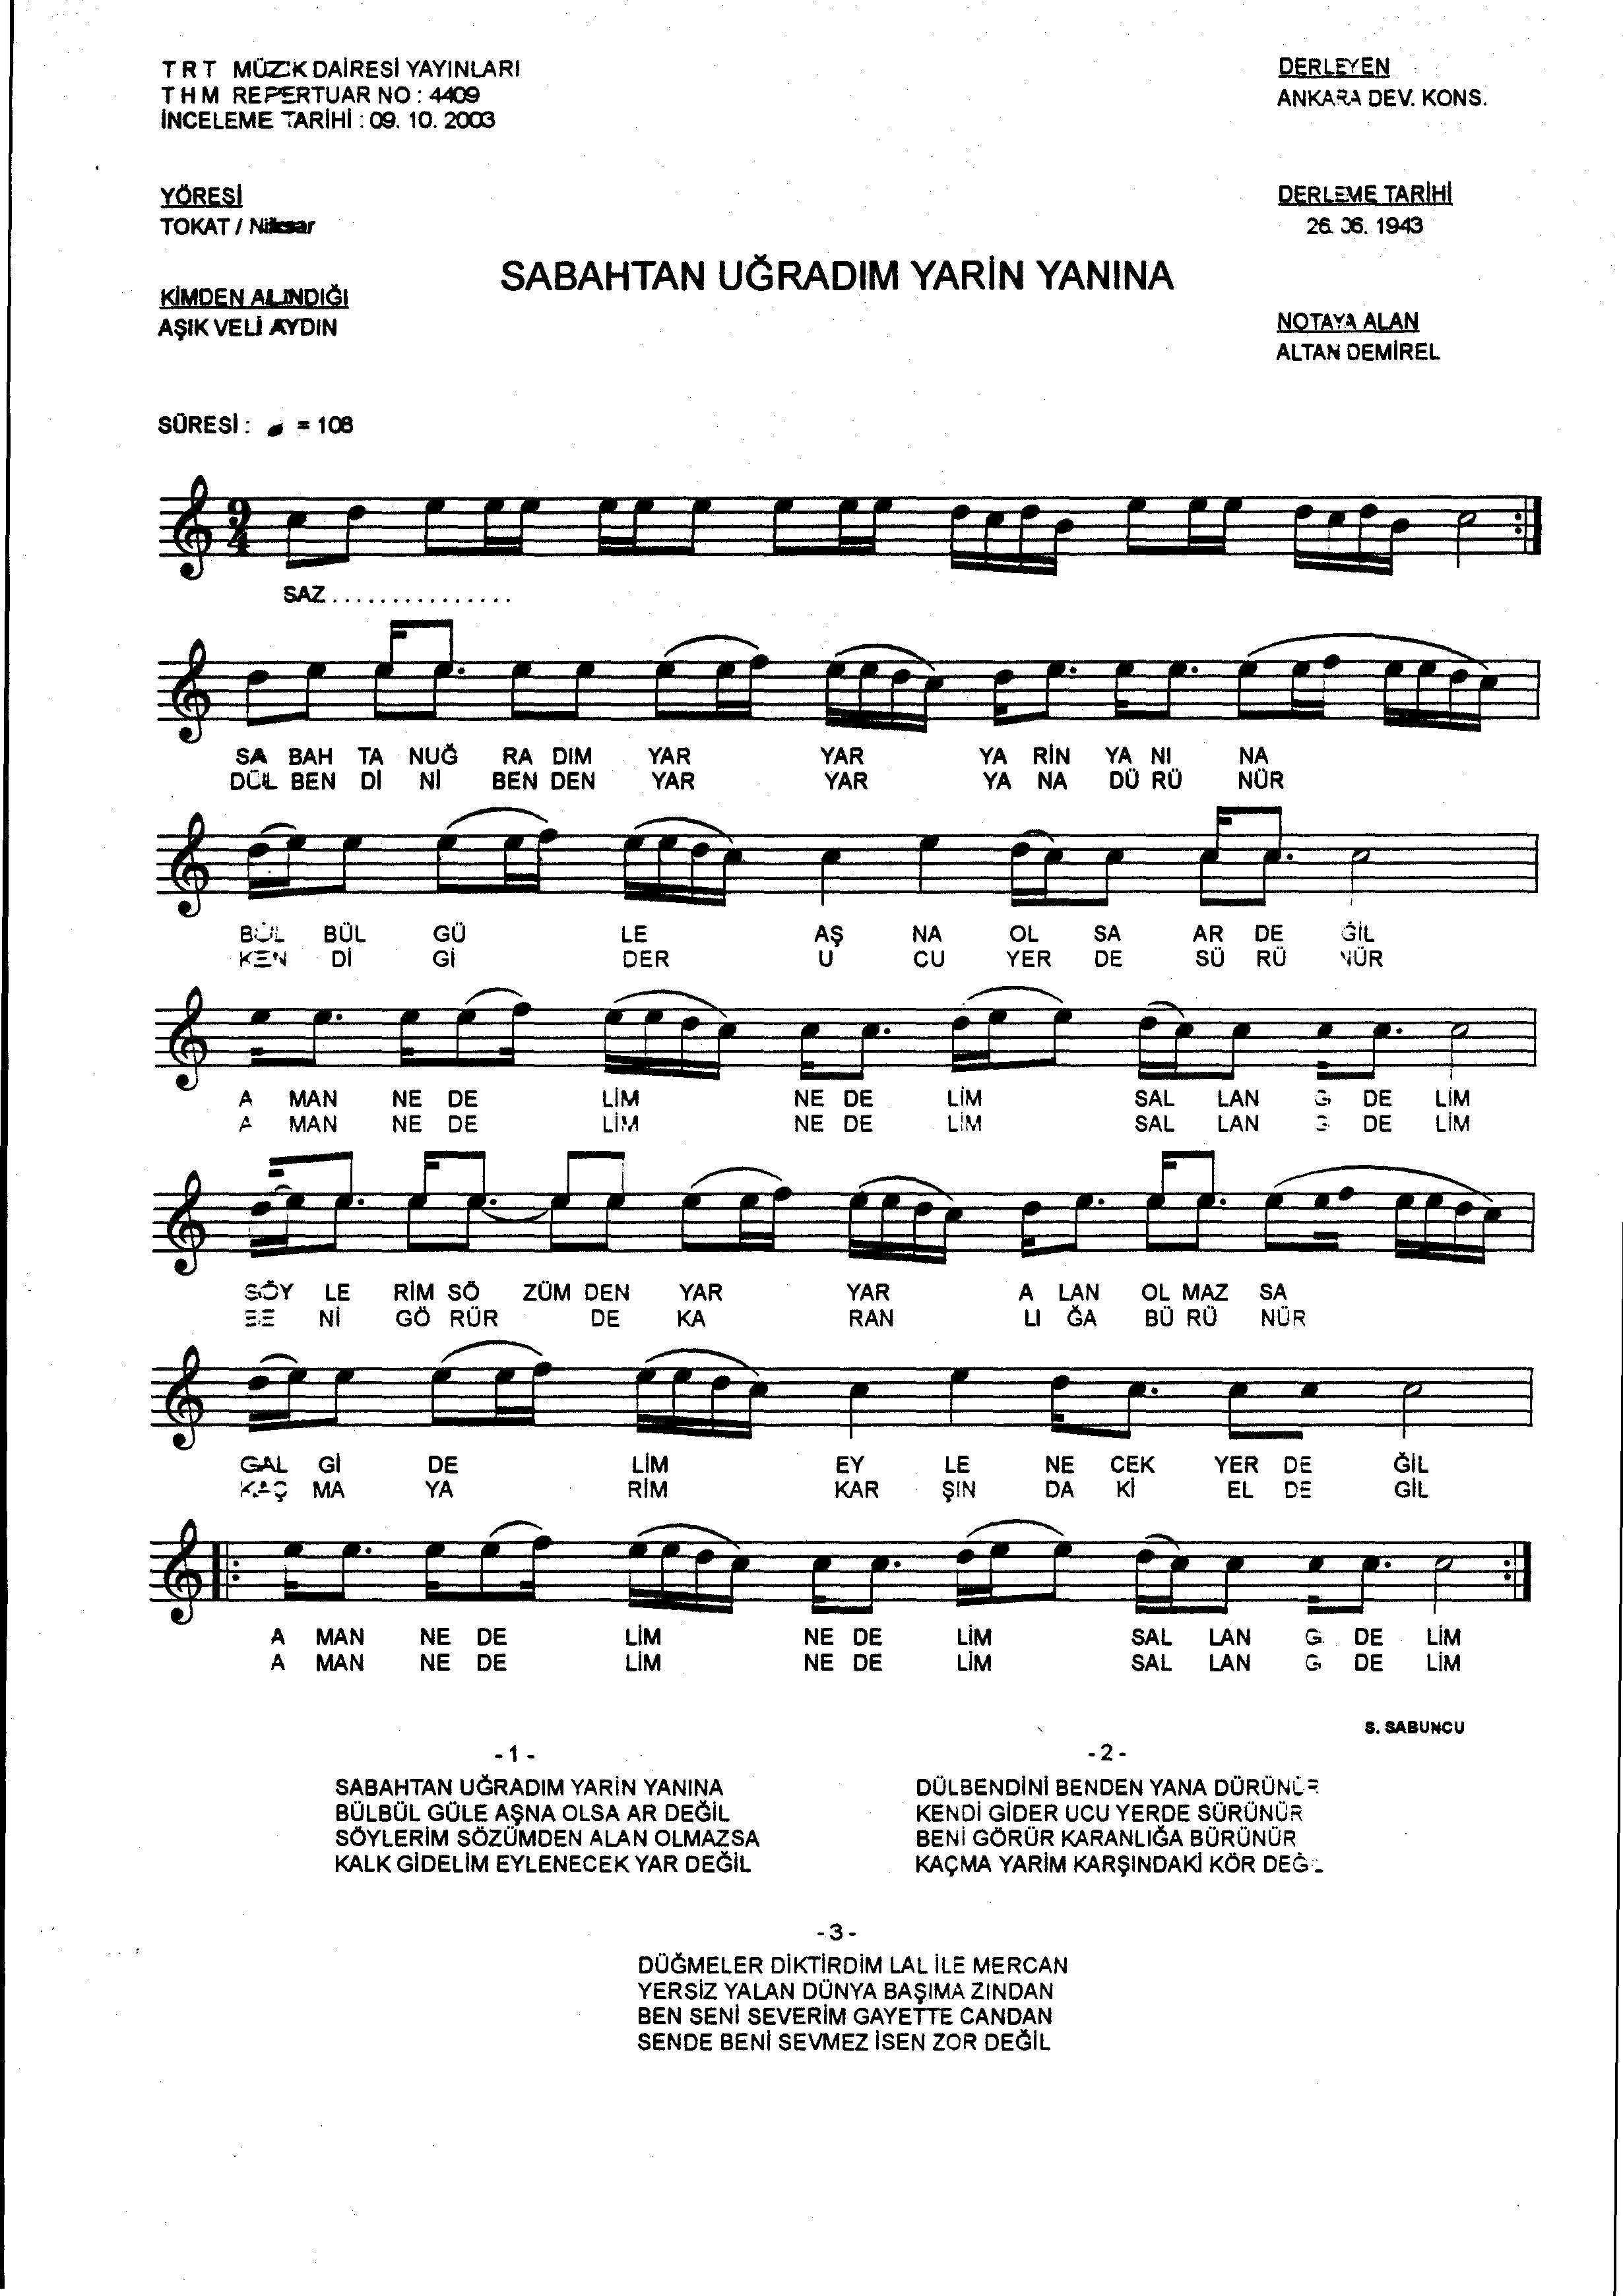 TRT MÜZİK DAİRESİ YAYINLARI
THM REPERTUAR NO : 4409
İNCELEME TARİHİ : 09. 10. 2003
DERLEYEN
ANKARA DEV. KONS.
YÖRESİ
TOKAT / Niksar
DERLEME TARİHİ
26. 06. 1943
SABAHTAN UĞRADIM YARİN YANINA
KİMDEN ALINDIĞI
AŞIK VELİ AYDIN
NOTAYA ALAN
ALTAN DEMİREL
SÜRESİ : = 108
9
4
SAZ . . . . . . . . . . . . . . .
SA BAH TA NUĞ RA DIM YAR YAR YA RİN YA NI NA
DÜL BEN Dİ Nİ BEN DEN YAR YAR YA NA DÜ RÜ NÜR
BÜL BÜL GÜ LE AŞ NA OL SA AR DE ĞİL
KEN Dİ Gİ DER U CU YER DE SÜ RÜ NÜR
A MAN NE DE LİM NE DE LİM SAL LAN G DE LİM
A MAN NE DE LİM NE DE LİM SAL LAN G DE LİM
SÖY LE RİM SÖ ZÜM DEN YAR YAR A LAN OL MAZ SA
BE Nİ GÖ RÜR DE KA RAN LI ĞA BÜ RÜ NÜR
GAL Gİ DE LİM EY LE NE CEK YER DE ĞİL
KAÇ MA YA RİM KAR ŞIN DA Kİ EL DE GİL
A MAN NE DE LİM NE DE LİM SAL LAN G DE LİM
A MAN NE DE LİM NE DE LİM SAL LAN G DE LİM
S. SABUNCU
- 1 -
SABAHTAN UĞRADIM YARİN YANINA
BÜLBÜL GÜLE AŞNA OLSA AR DEĞİL
SÖYLERİM SÖZÜMDEN ALAN OLMAZSA
KALK GİDELİM EYLENECEK YAR DEĞİL
- 2 -
DÜLBENDİNİ BENDEN YANA DÜRÜNÜR
KENDİ GİDER UCU YERDE SÜRÜNÜR
BENİ GÖRÜR KARANLIĞA BÜRÜNÜR
KAÇMA YARİM KARŞINDAKİ KÖR DEĞİL
- 3 -
DÜĞMELER DİKTİRDİM LAL İLE MERCAN
YERSİZ YALAN DÜNYA BAŞIMA ZINDAN
BEN SENİ SEVERİM GAYETTE CANDAN
SENDE BENİ SEVMEZ İSEN ZOR DEĞİL